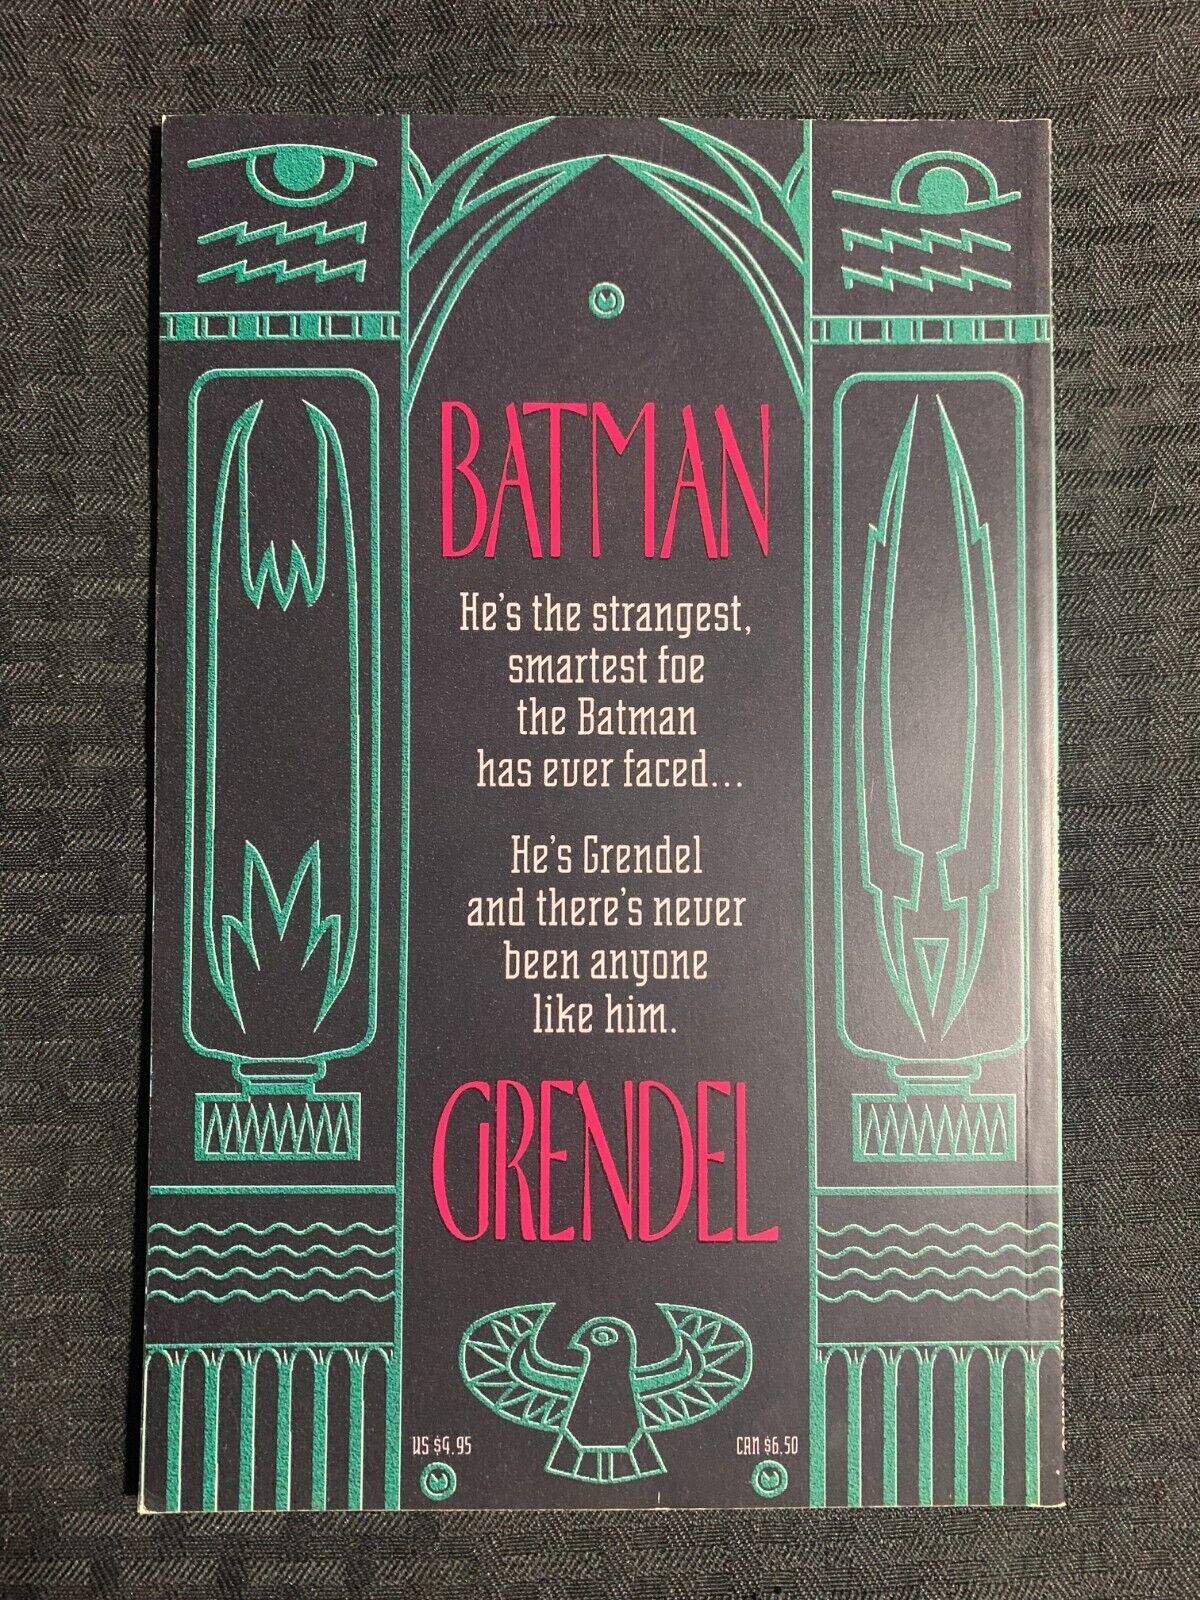 BATMAN
He's the strangest,
smartest foe
the Batman
has ever faced...
He's Grendel
and there's never
been anyone
like him.
GRENDEL
US $4.95
CAN $6.50